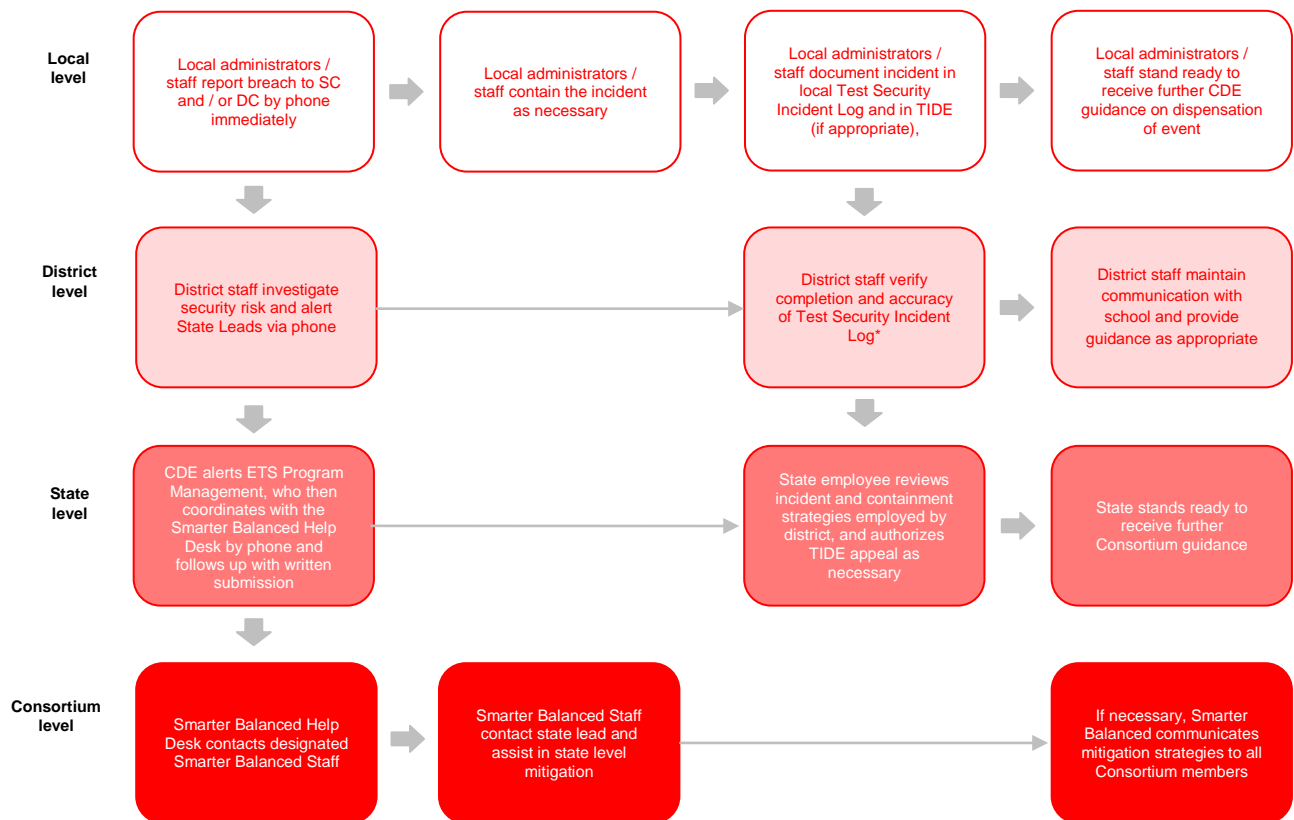 Local
level
Local administrators /
staff report breach to SC
and / or DC by phone
immediately
Local administrators /
staff contain the incident
as necessary
Local administrators /
staff document incident in
local Test Security
Incident Log and in TIDE
(if appropriate),
Local administrators /
staff stand ready to
receive further CDE
guidance on dispensation
of event
District
level
District staff investigate
security risk and alert
State Leads via phone
District staff verify
completion and accuracy
of Test Security Incident
Log*
District staff maintain
communication with
school and provide
guidance as appropriate
State
level
CDE alerts ETS Program
Management, who then
coordinates with the
Smarter Balanced Help
Desk by phone and
follows up with written
submission
State employee reviews
incident and containment
strategies employed by
district, and authorizes
TIDE appeal as
necessary
State stands ready to
receive further
Consortium guidance
Consortium
level
Smarter Balanced Help
Desk contacts designated
Smarter Balanced Staff
Smarter Balanced Staff
contact state lead and
assist in state level
mitigation
If necessary, Smarter
Balanced communicates
mitigation strategies to all
Consortium members